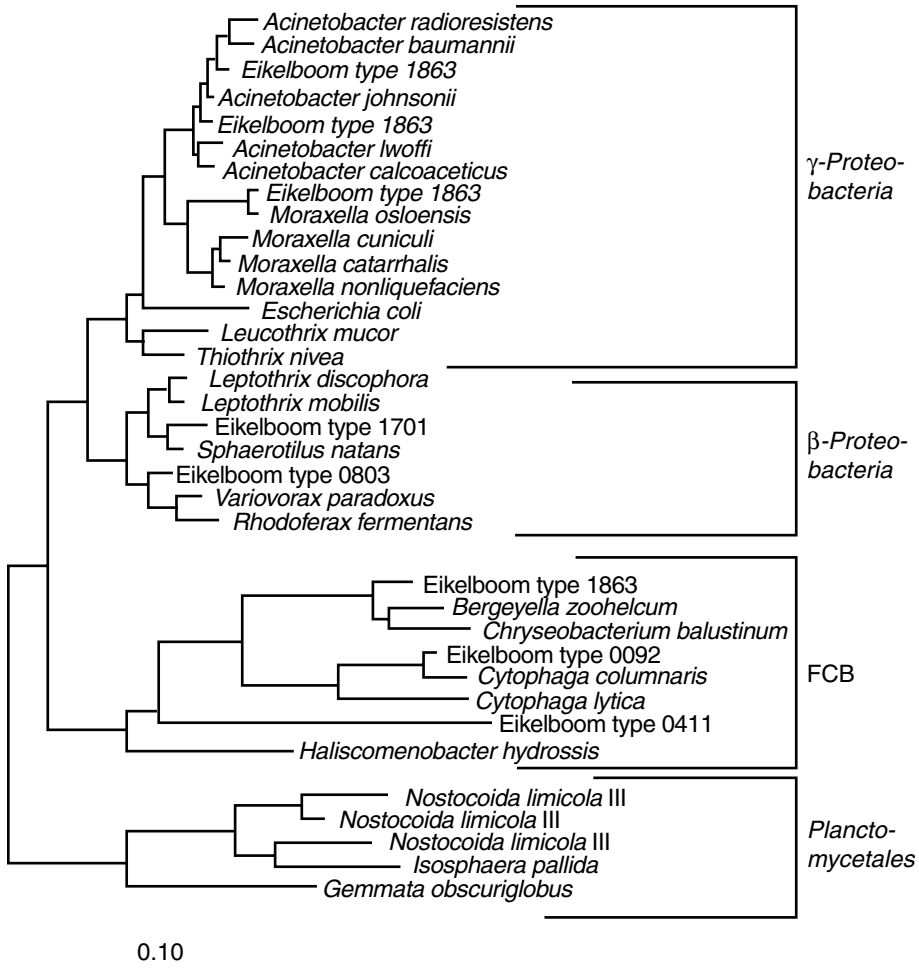 Acinetobacter radioresistens
Acinetobacter baumannii
Eikelboom type 1863
Acinetobacter johnsonii
Eikelboom type 1863
Acinetobacter lwoffi
Acinetobacter calcoaceticus
Eikelboom type 1863
Moraxella osloensis
Moraxella cuniculi
Moraxella catarrhalis
Moraxella nonliquefaciens
Escherichia coli
Leucothrix mucor
Thiothrix nivea
γ-Proteo-
bacteria
Leptothrix discophora
Leptothrix mobilis
Eikelboom type 1701
Sphaerotilus natans
Eikelboom type 0803
Variovorax paradoxus
Rhodoferax fermentans
β-Proteo-
bacteria
Eikelboom type 1863
Bergeyella zoohelcum
Chryseobacterium balustinum
Eikelboom type 0092
Cytophaga columnaris
Cytophaga lytica
Eikelboom type 0411
Haliscomenobacter hydrossis
FCB
Nostocoida limicola III
Nostocoida limicola III
Nostocoida limicola III
Isosphaera pallida
Gemmata obscuriglobus
Plancto-
mycetales
0.10